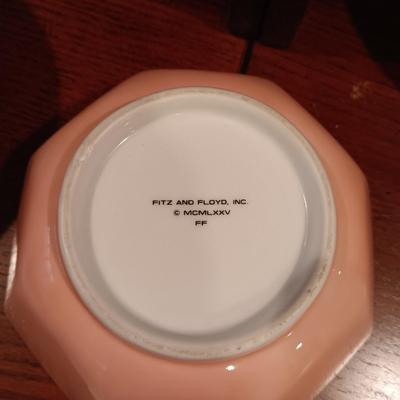 FITZ AND FLOYD, INC.
© MCMLXXV
FF